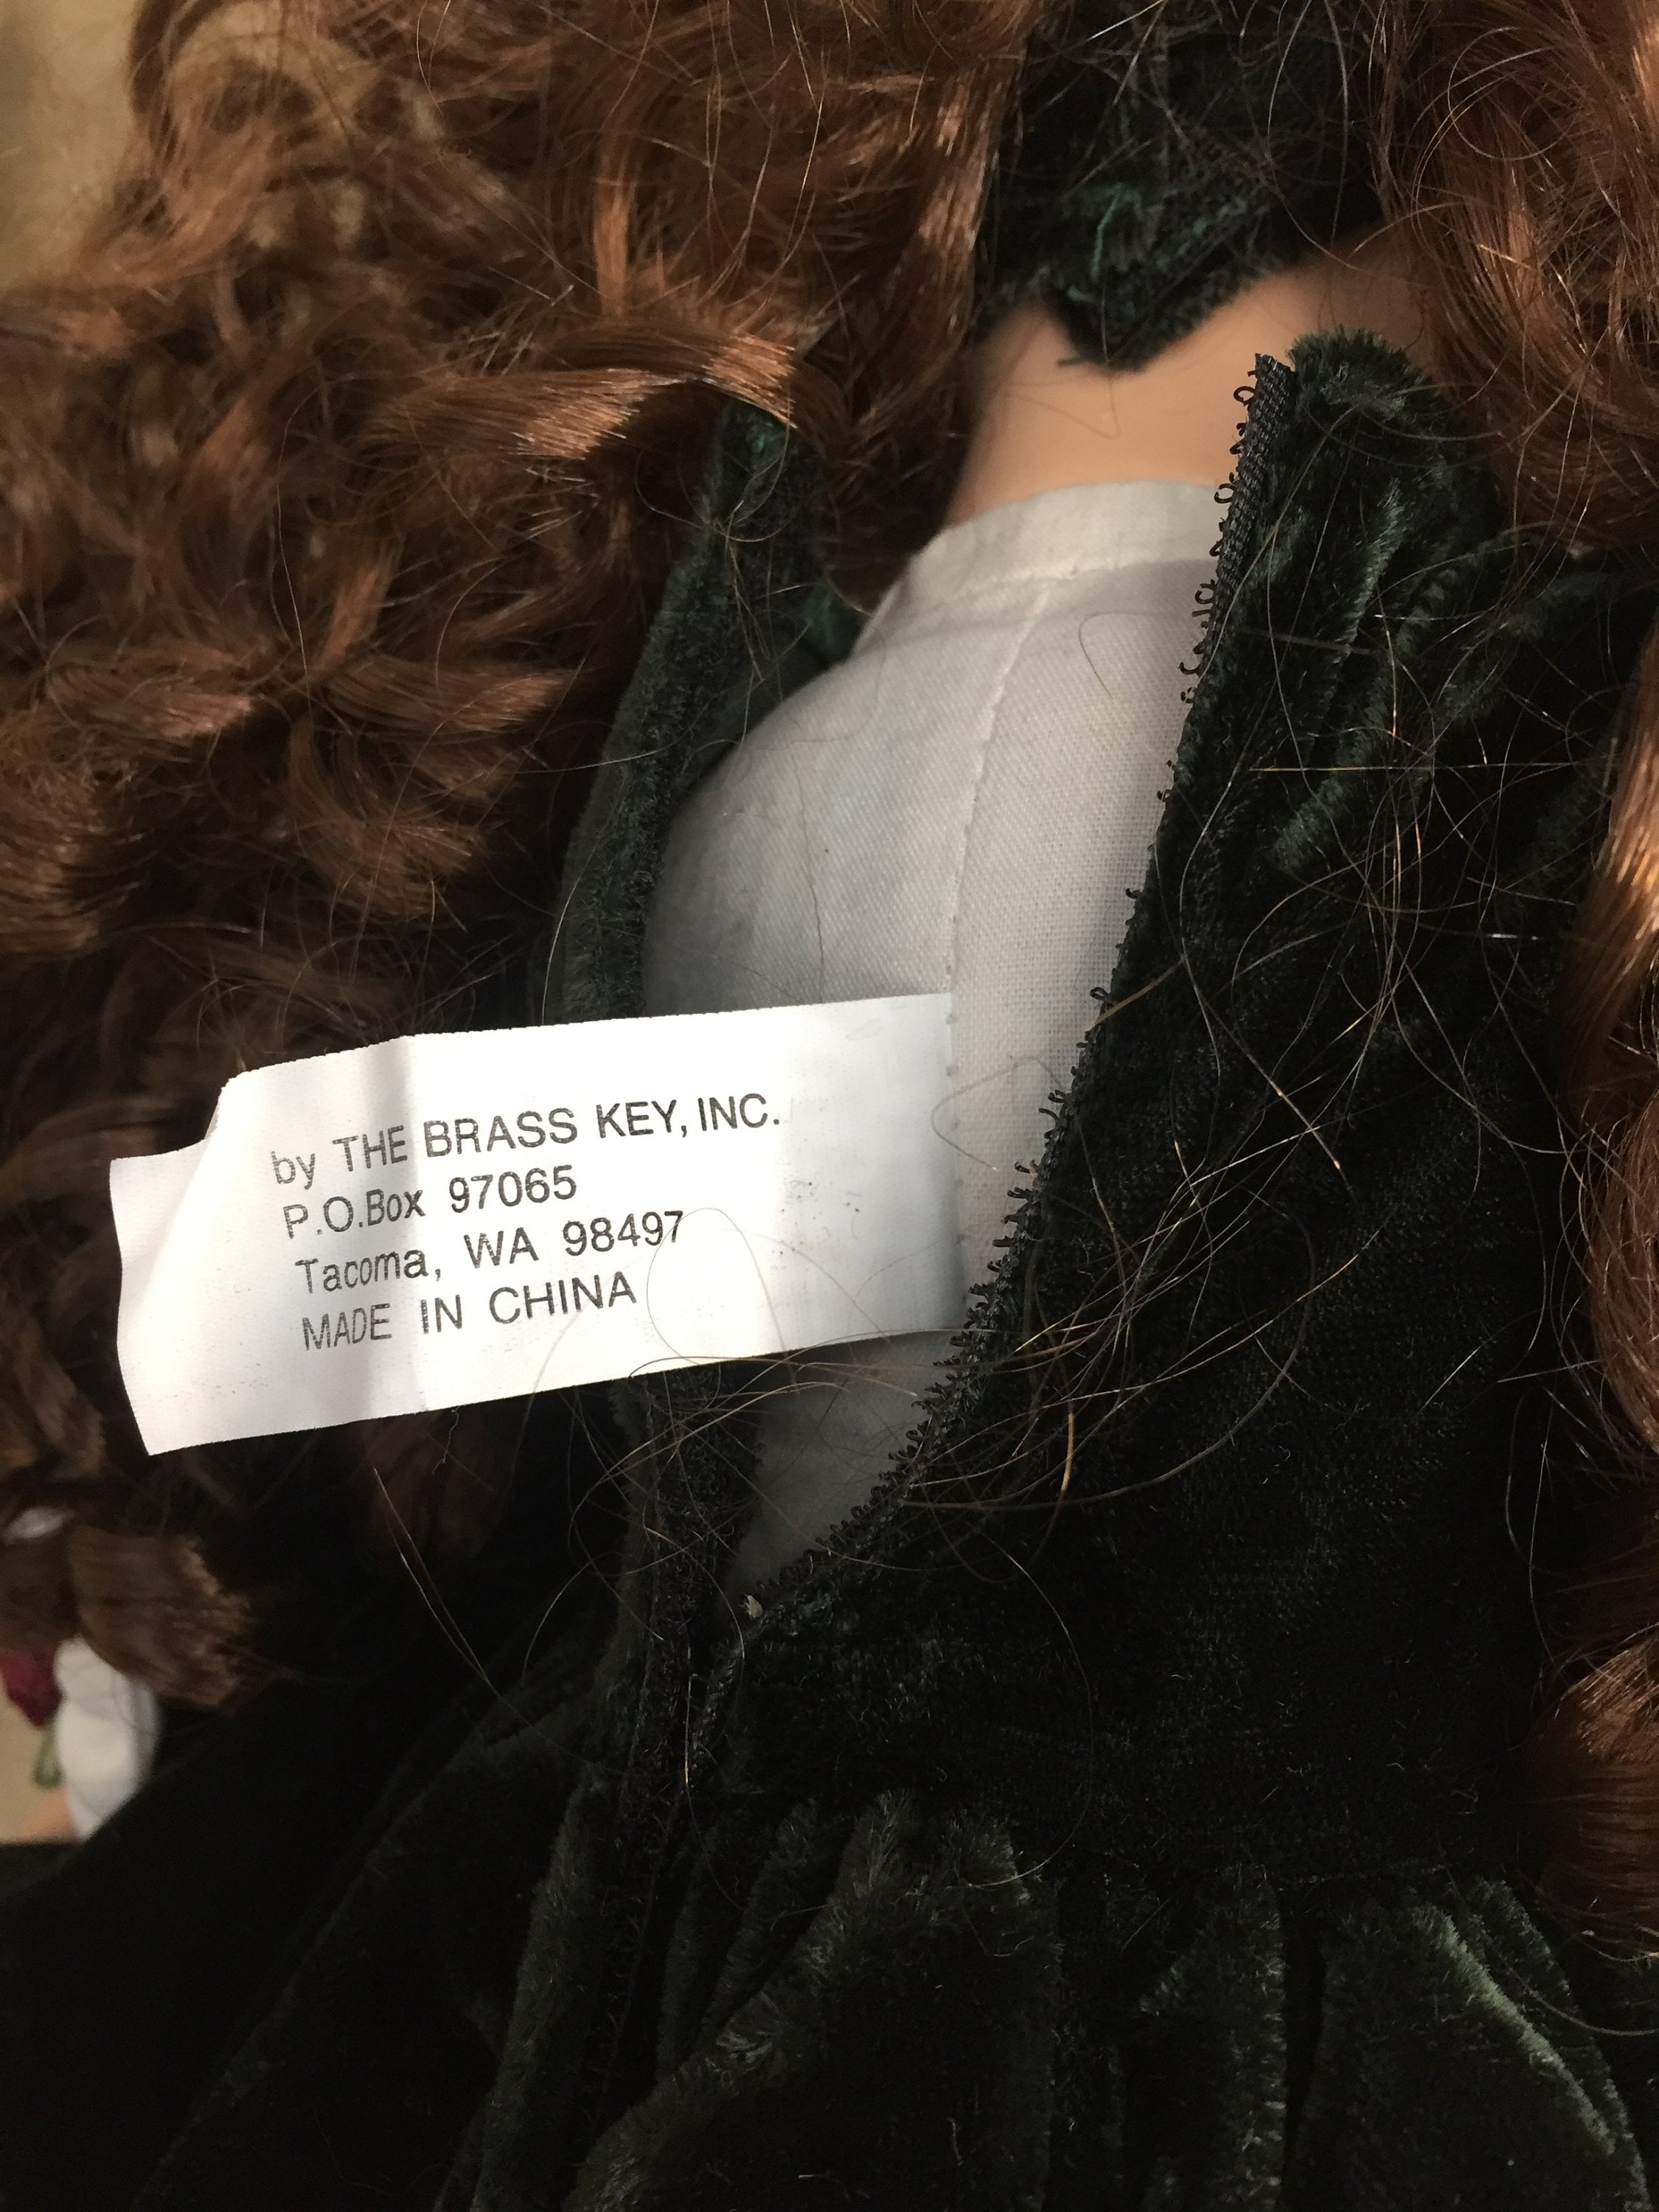 by THE BRASS KEY, INC.
P.O.Box 97065
Tacoma, WA 98497
MADE IN CHINA